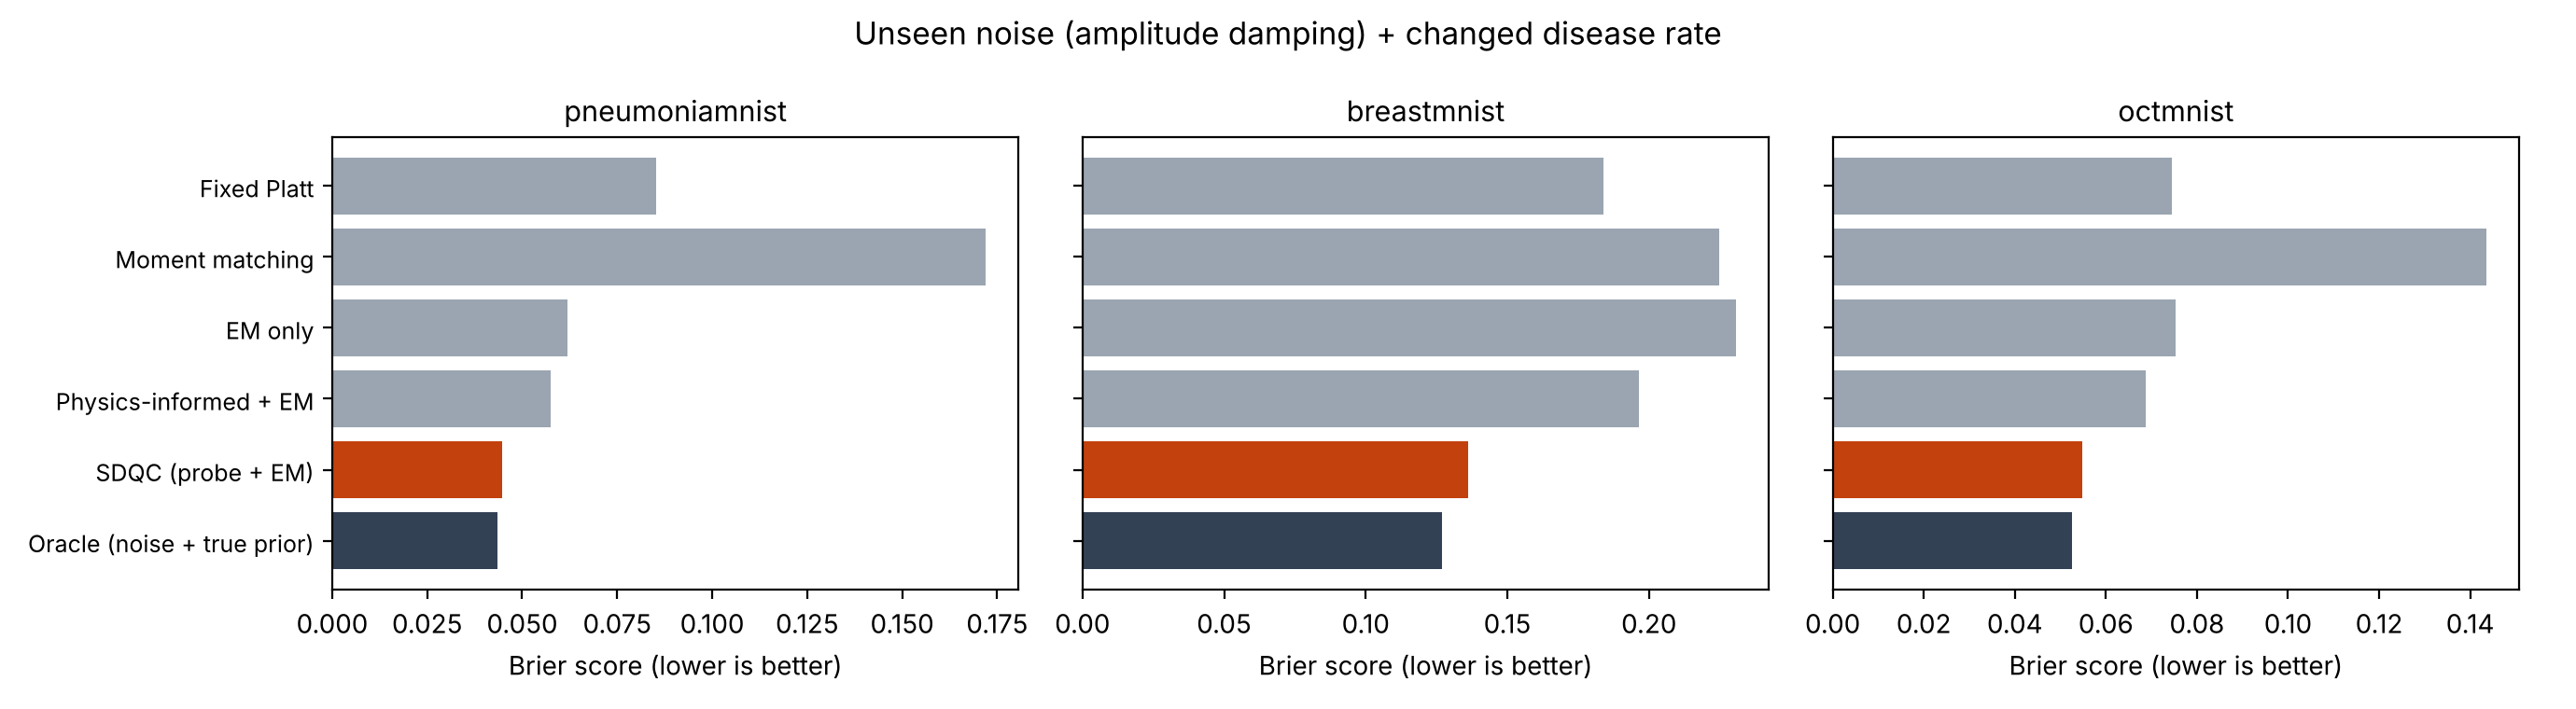 Unseen noise (amplitude damping) + changed disease rate
pneumoniamnist
breastmnist
octmnist
Fixed Platt
Moment matching
EM only
Physics-informed + EM
SDQC (probe + EM)
Oracle (noise + true prior)
0.000 0.025 0.050 0.075 0.100 0.125 0.150 0.175
0.00 0.05 0.10 0.15 0.20
0.00 0.02 0.04 0.06 0.08 0.10 0.12 0.14
Brier score (lower is better)
Brier score (lower is better)
Brier score (lower is better)